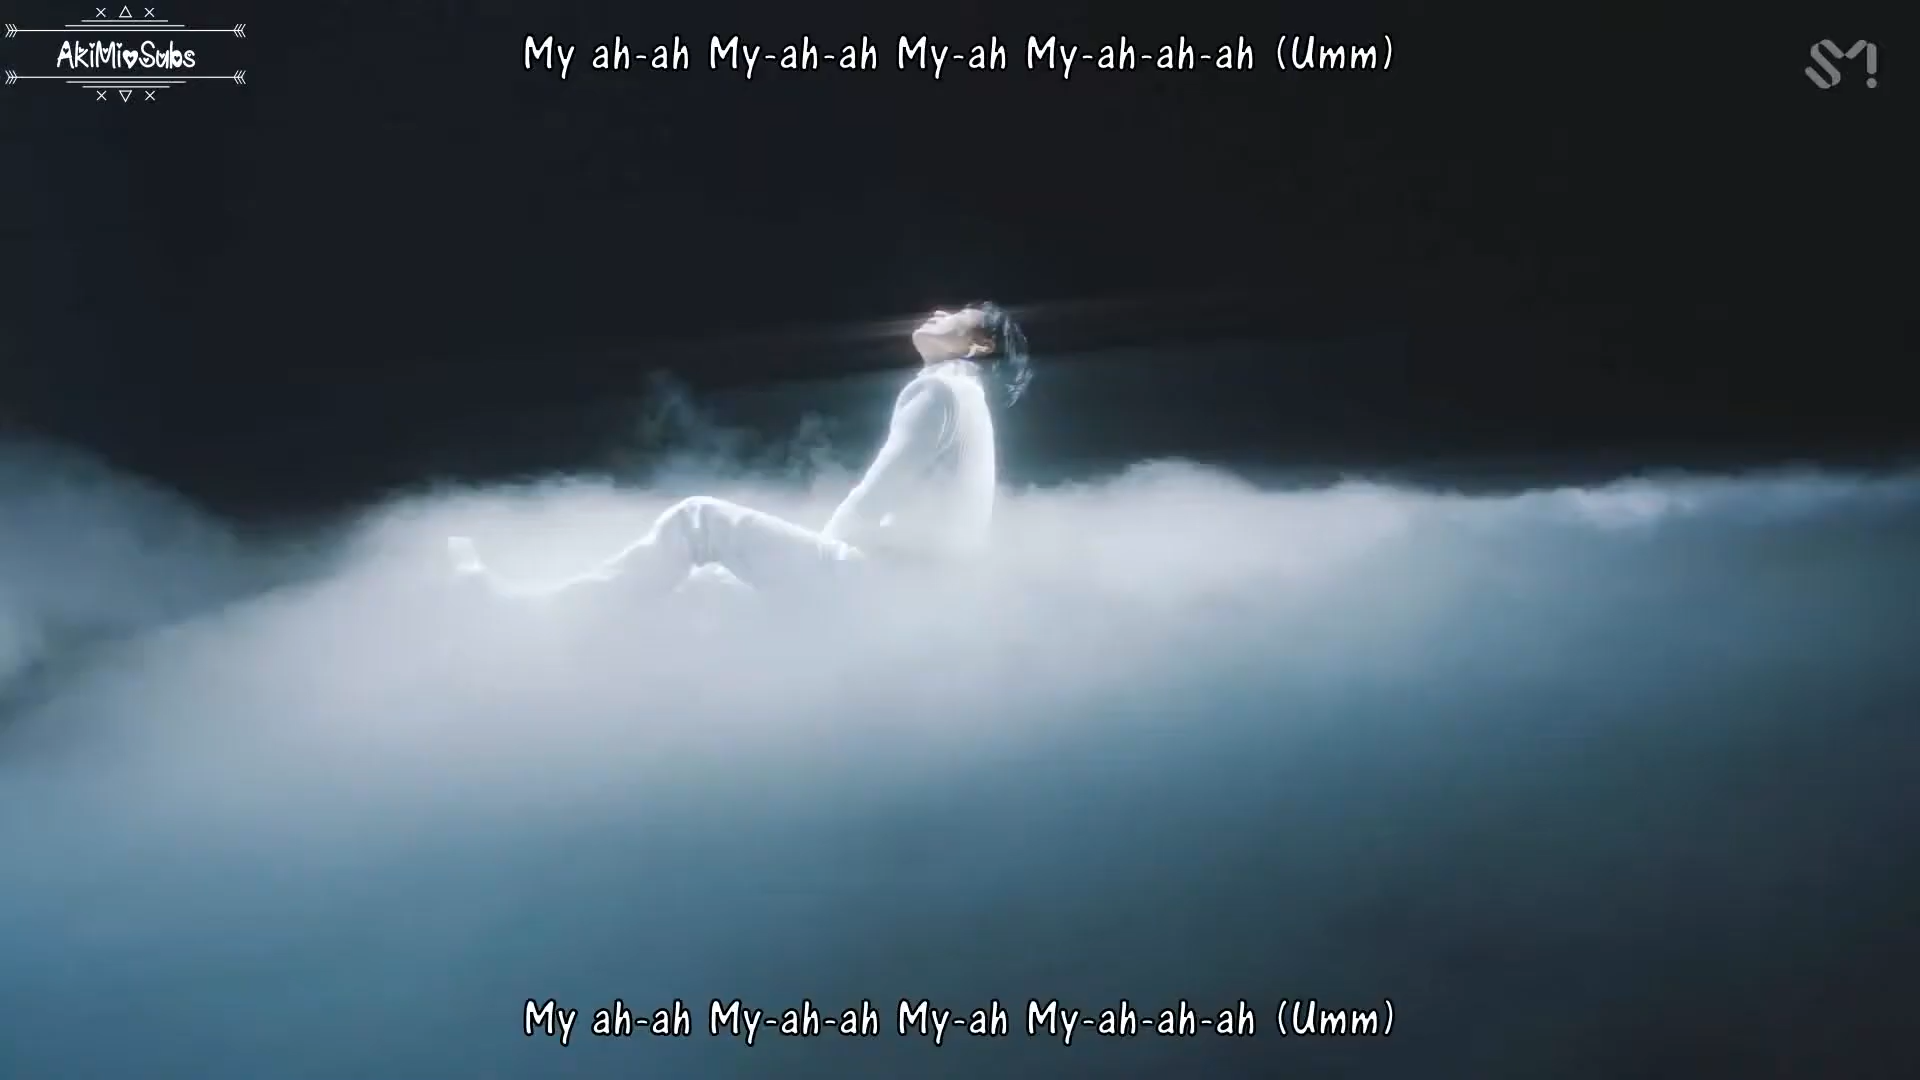 × △ ×
AkiMi♥Subs
× ▽ ×
My ah-ah My-ah-ah My-ah My-ah-ah-ah (Umm)
SM!
My ah-ah My-ah-ah My-ah My-ah-ah-ah (Umm)